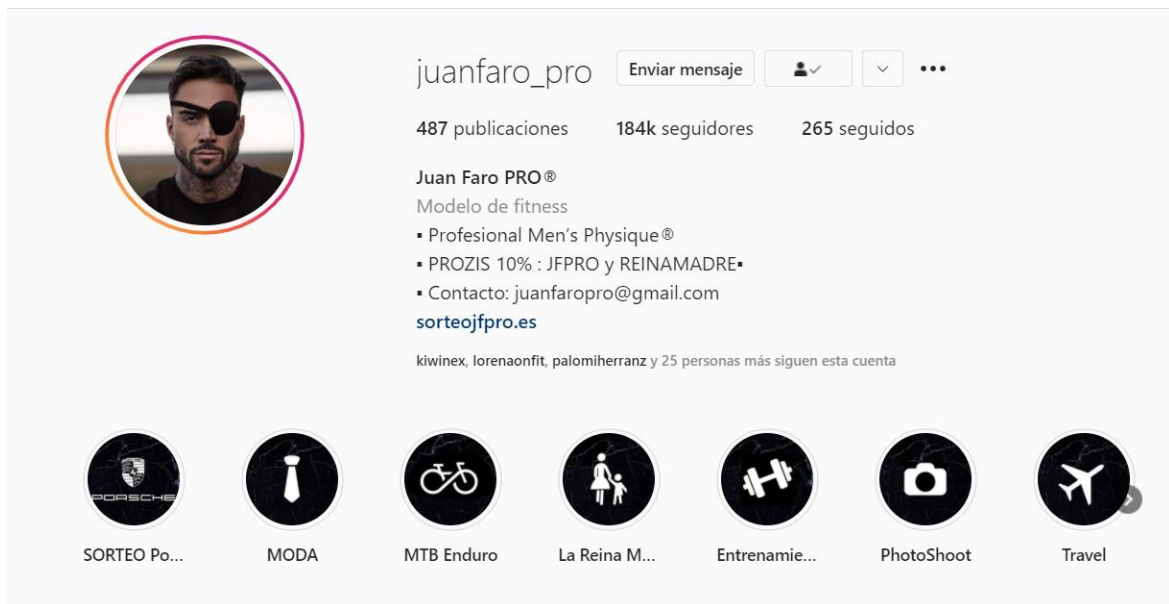 juanfaro_pro Enviar mensaje
487 publicaciones 184k seguidores 265 seguidos
Juan Faro PRO®
Modelo de fitness
▪ Profesional Men's Physique®
▪ PROZIS 10% : JFPRO y REINAMADRE▪
▪ Contacto: juanfaropro@gmail.com
sorteojfpro.es
kiwinex, lorenaonfit, palomiherranz y 25 personas más siguen esta cuenta
PORSCHE
SORTEO Po... MODA MTB Enduro La Reina M... Entrenamie... PhotoShoot Travel